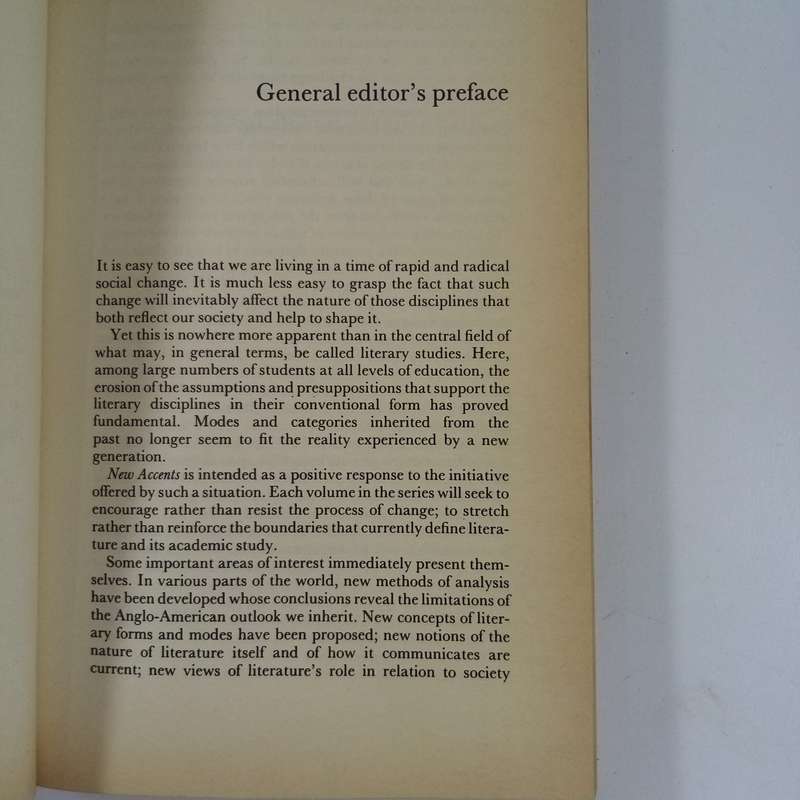 General editor's preface
It is easy to see that we are living in a time of rapid and radical
social change. It is much less easy to grasp the fact that such
change will inevitably affect the nature of those disciplines that
both reflect our society and help to shape it.
Yet this is nowhere more apparent than in the central field of
what may, in general terms, be called literary studies. Here,
among large numbers of students at all levels of education, the
erosion of the assumptions and presuppositions that support the
literary disciplines in their conventional form has proved
fundamental. Modes and categories inherited from the
past no longer seem to fit the reality experienced by a new
generation.
New Accents is intended as a positive response to the initiative
offered by such a situation. Each volume in the series will seek to
encourage rather than resist the process of change; to stretch
rather than reinforce the boundaries that currently define litera-
ture and its academic study.
Some important areas of interest immediately present them-
selves. In various parts of the world, new methods of analysis
have been developed whose conclusions reveal the limitations of
the Anglo-American outlook we inherit. New concepts of liter-
ary forms and modes have been proposed; new notions of the
nature of literature itself and of how it communicates are
current; new views of literature's role in relation to society